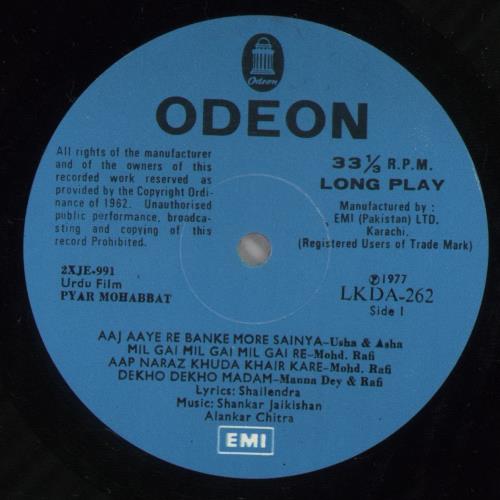 Odeon
ODEON
All rights of the manufacturer
and of the owners of this
recorded work reserved as
provided by the Copyright Ordi-
nance of 1962. Unauthorised
public performance, broadcas-
ting and copying of this
record Prohibited.
33⅓ R.P.M.
LONG PLAY
Manufactured by :
EMI (Pakistan) LTD.
Karachi.
(Registered Users of Trade Mark)
2XJE-991
Urdu Film
PYAR MOHABBAT
℗1977
LKDA-262
Side I
AAJ AAYE RE BANKE MORE SAINYA–Usha & Asha
MIL GAI MIL GAI MIL GAI RE–Mohd. Rafi
AAP NARAZ KHUDA KHAIR KARE–Mohd. Rafi
DEKHO DEKHO MADAM–Manna Dey & Rafi
Lyrics: Shailendra
Music: Shankar Jaikishan
Alankar Chitra
EMI